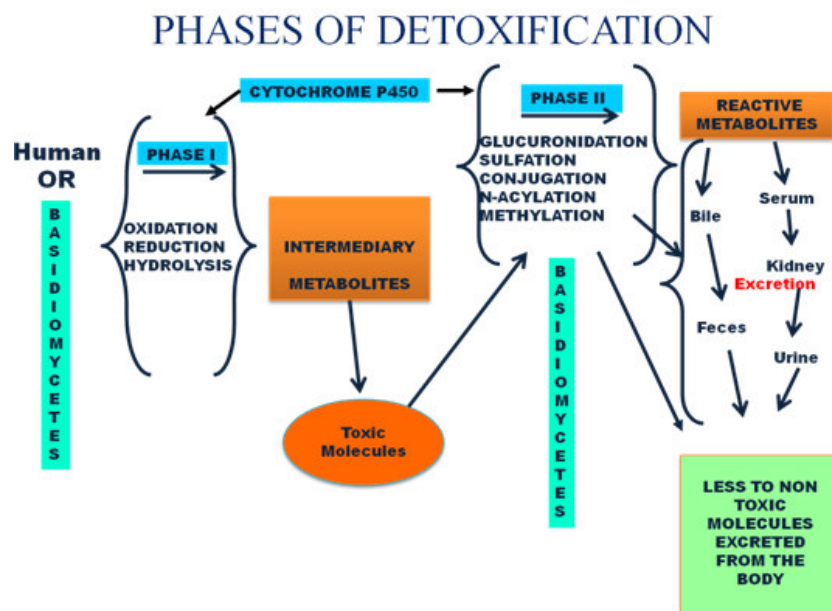 PHASES OF DETOXIFICATION
CYTOCHROME P450
Human
OR
BASIDIOMYCETES
PHASE I
OXIDATION
REDUCTION
HYDROLYSIS
INTERMEDIARY
METABOLITES
Toxic
Molecules
PHASE II
GLUCURONIDATION
SULFATION
CONJUGATION
N-ACYLATION
METHYLATION
BASIDIOMYCETES
REACTIVE
METABOLITES
Bile
Feces
Serum
Kidney
Excretion
Urine
LESS TO NON
TOXIC
MOLECULES
EXCRETED
FROM THE
BODY